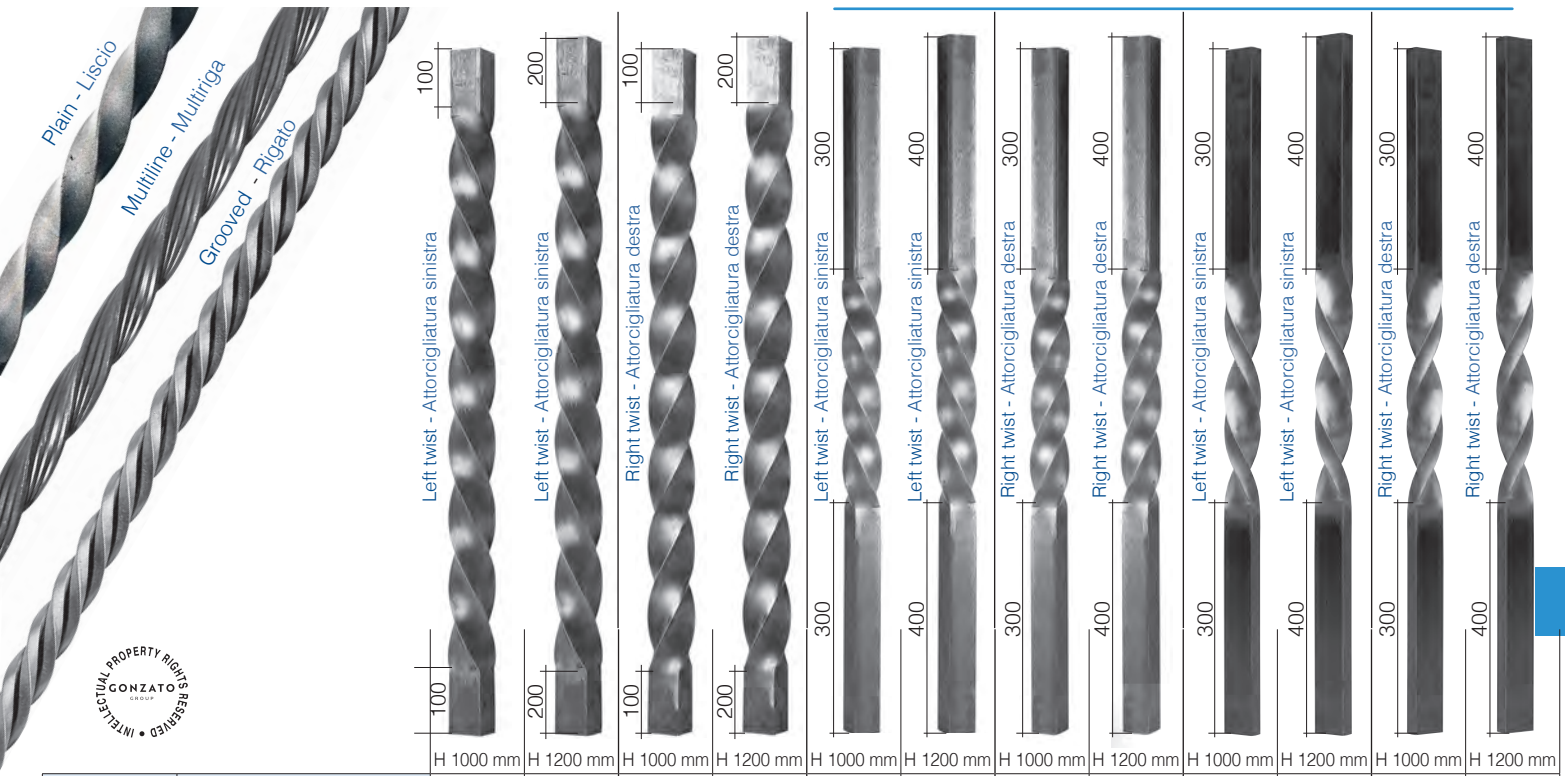 Plain - Liscio
Multiline - Multiriga
Grooved - Rigato
INTELLECTUAL PROPERTY RIGHTS RESERVED •
GONZATO
GROUP
100
Left twist - Attorcigliatura sinistra
100
H 1000 mm
200
Left twist - Attorcigliatura sinistra
200
H 1200 mm
100
Right twist - Attorcigliatura destra
100
H 1000 mm
200
Right twist - Attorcigliatura destra
200
H 1200 mm
300
Left twist - Attorcigliatura sinistra
300
H 1000 mm
400
Left twist - Attorcigliatura sinistra
400
H 1200 mm
300
Right twist - Attorcigliatura destra
300
H 1000 mm
400
Right twist - Attorcigliatura destra
400
H 1200 mm
300
Left twist - Attorcigliatura sinistra
300
H 1000 mm
400
Left twist - Attorcigliatura sinistra
400
H 1200 mm
300
Right twist - Attorcigliatura destra
300
H 1000 mm
400
Right twist - Attorcigliatura destra
400
H 1200 mm